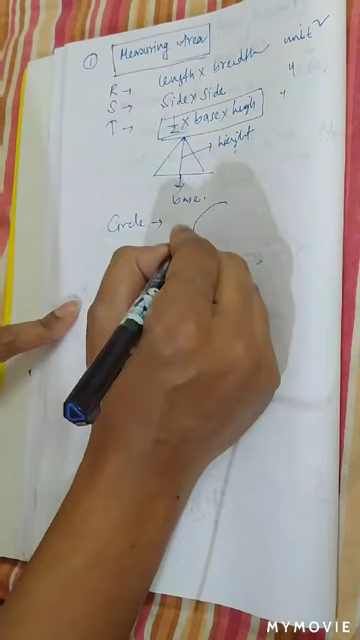 ① Measuring Area
R → length × breadth unit²
S → Side × Side "
T → 1/2 × base × heigh "
height
base.
Circle →
MYMOVIE